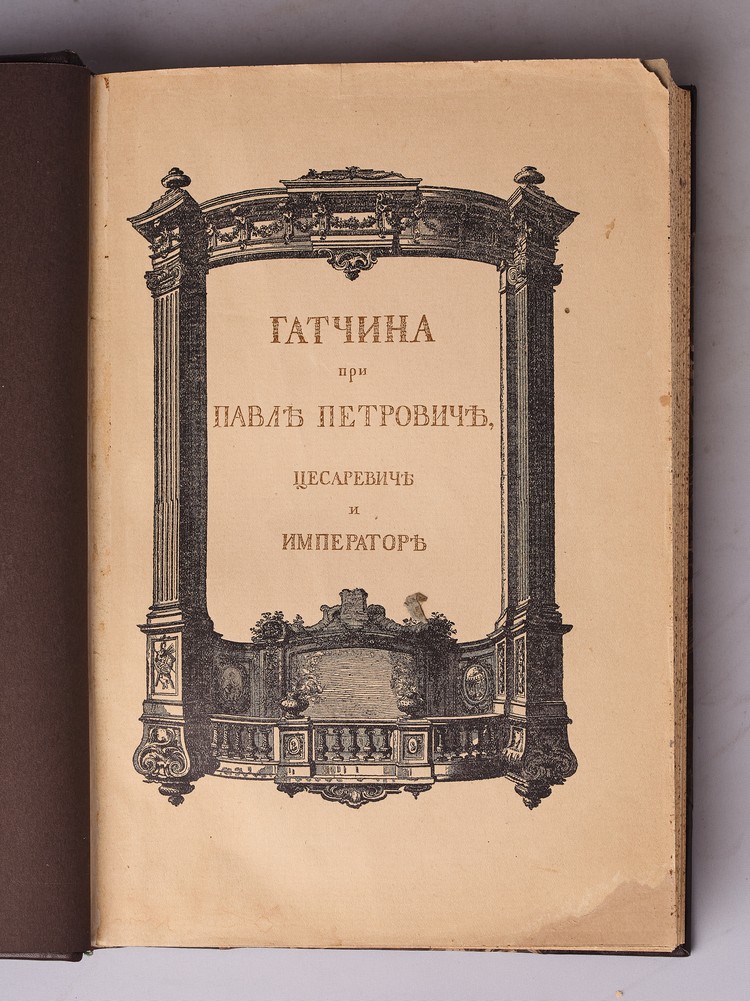 ГАТЧИНА
при
ПАВЛѢ ПЕТРОВИЧѢ,
ЦЕСАРЕВИЧѢ
и
ИМПЕРАТОРѢ